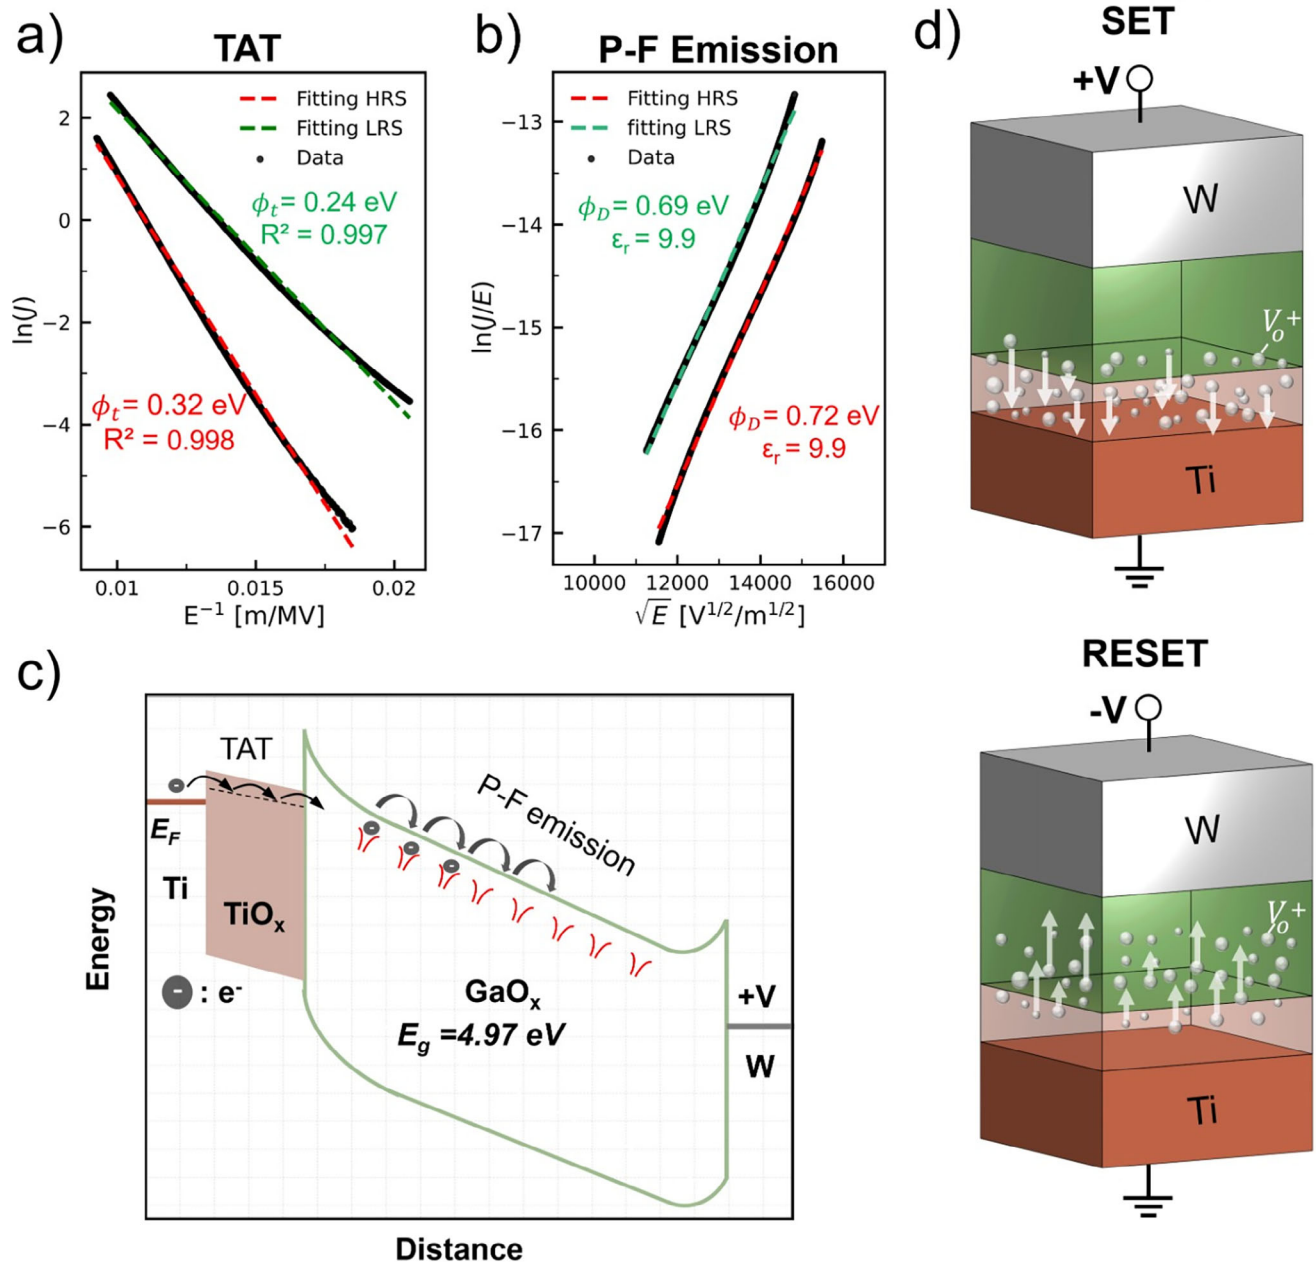 a)
TAT
Fitting HRS
Fitting LRS
Data
ϕt = 0.24 eV
R² = 0.997
ϕt = 0.32 eV
R² = 0.998
ln(J)
2
0
−2
−4
−6
0.01
0.015
0.02
E⁻¹ [m/MV]
b)
P-F Emission
Fitting HRS
fitting LRS
Data
ϕD = 0.69 eV
εr = 9.9
ϕD = 0.72 eV
εr = 9.9
ln(J/E)
−13
−14
−15
−16
−17
10000
12000
14000
16000
√E [V^1/2/m^1/2]
c)
TAT
P-F emission
EF
Ti
TiOx
- : e-
GaOx
Eg =4.97 eV
+V
W
Energy
Distance
d)
SET
+V
W
Vo+
Ti
RESET
-V
W
Vo+
Ti